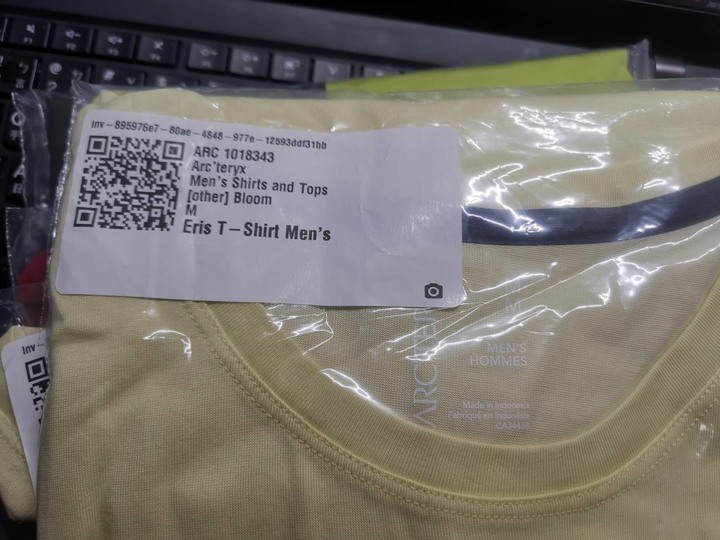 inv-895976e7-80ae-4848-977e-12593ddf31bb
ARC 1018343
Arc'teryx
Men's Shirts and Tops
[other] Bloom
M
Eris T-Shirt Men's
inv-
M
MEN'S
HOMMES
Made in Indonesia
Fabriqué en Indonésie